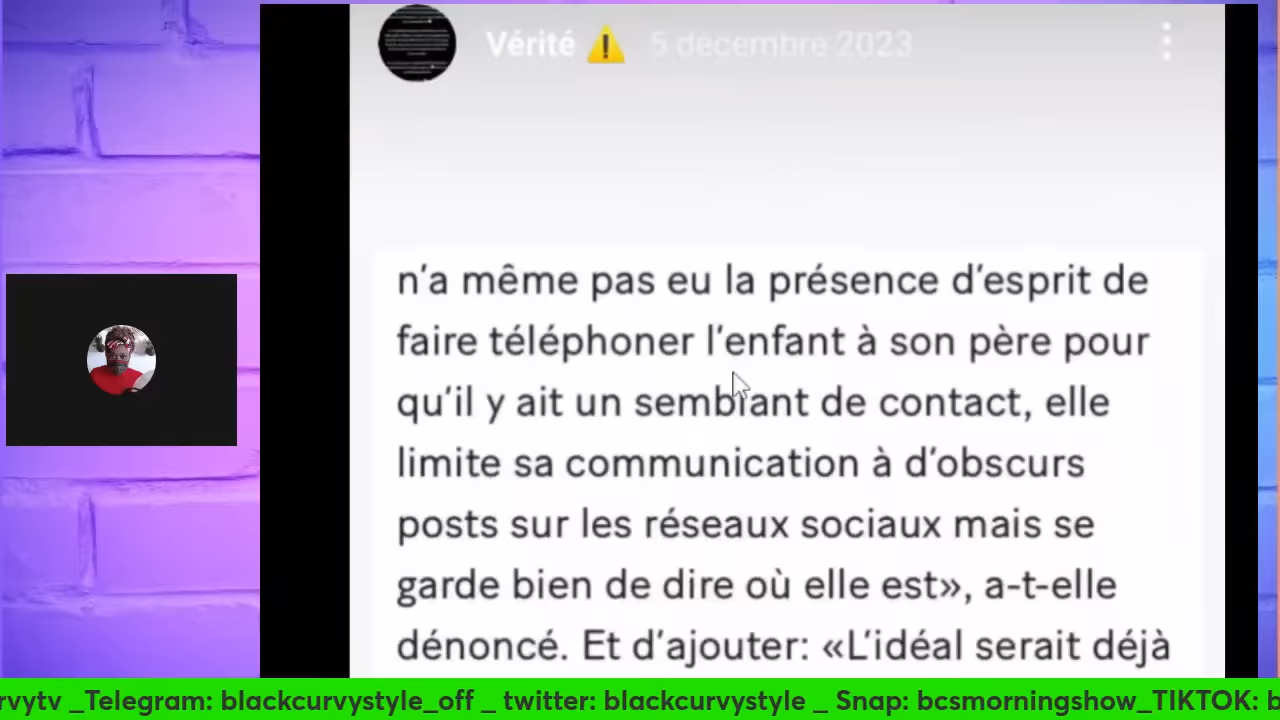 Vérité ⚠️ 5 décembre 23
n'a même pas eu la présence d'esprit de
faire téléphoner l'enfant à son père pour
qu'il y ait un semblant de contact, elle
limite sa communication à d'obscurs
posts sur les réseaux sociaux mais se
garde bien de dire où elle est», a-t-elle
dénoncé. Et d'ajouter: «L'idéal serait déjà
rvytv _Telegram: blackcurvystyle_off _ twitter: blackcurvystyle _ Snap: bcsmorningshow_TIKTOK: b